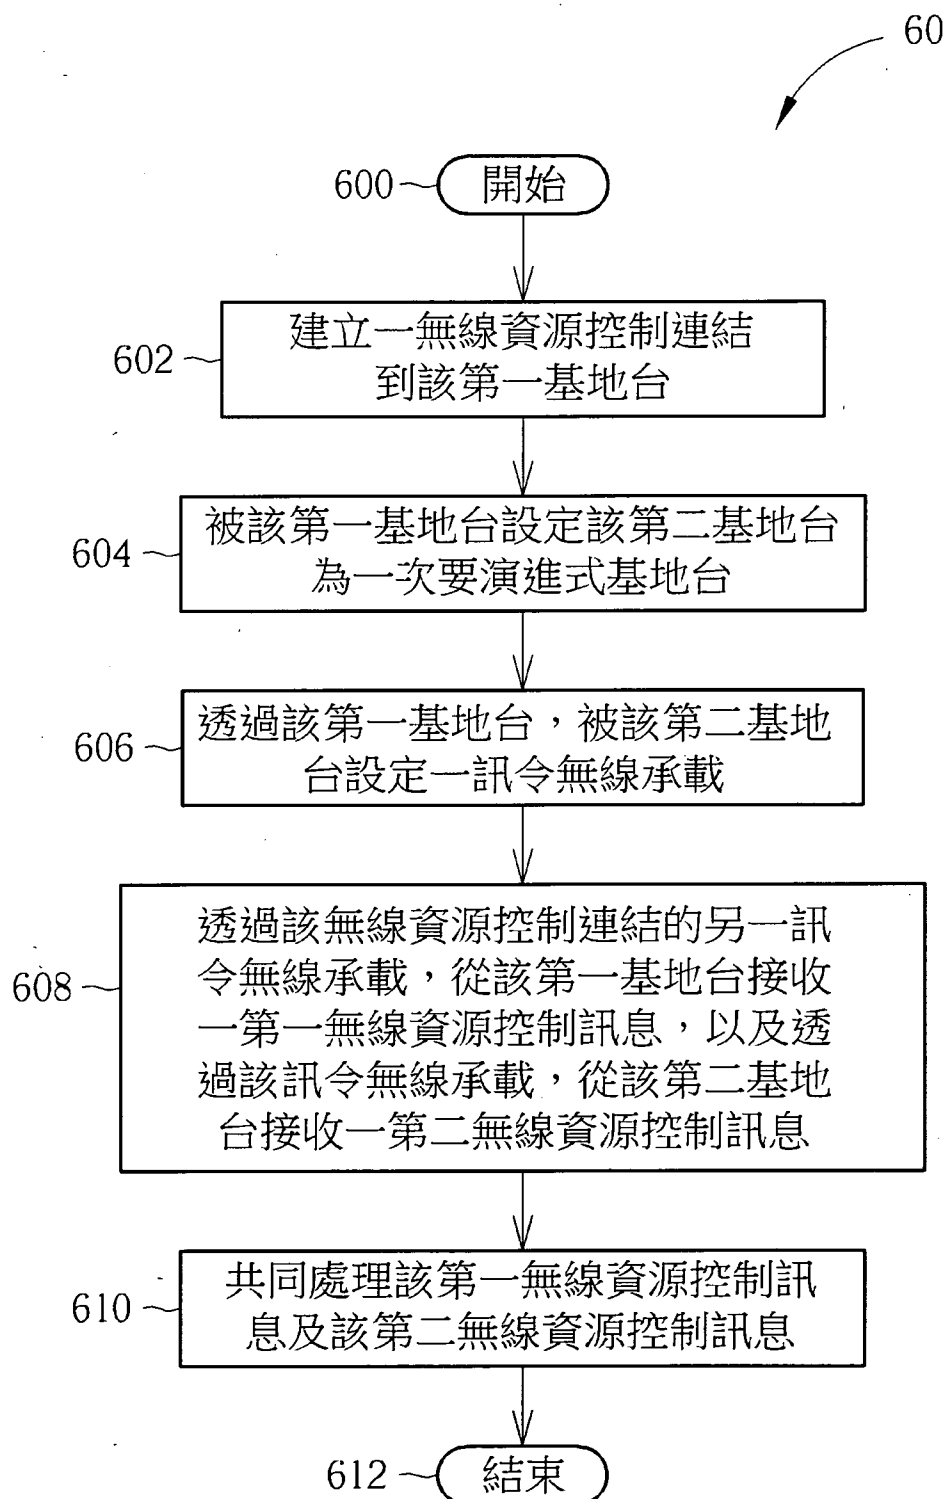 60
600
開始
602
建立一無線資源控制連結
到該第一基地台
604
被該第一基地台設定該第二基地台
為一次要演進式基地台
606
透過該第一基地台，被該第二基地
台設定一訊令無線承載
608
透過該無線資源控制連結的另一訊
令無線承載，從該第一基地台接收
一第一無線資源控制訊息，以及透
過該訊令無線承載，從該第二基地
台接收一第二無線資源控制訊息
610
共同處理該第一無線資源控制訊
息及該第二無線資源控制訊息
612
結束